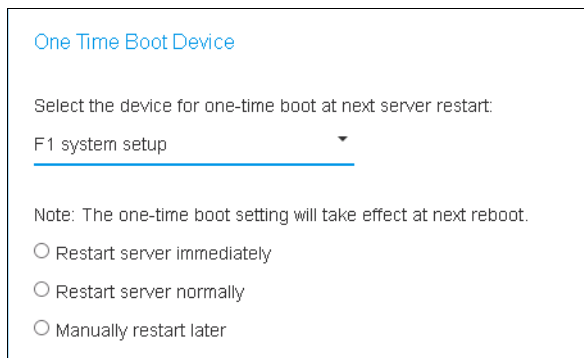 One Time Boot Device
Select the device for one-time boot at next server restart:
F1 system setup
Note: The one-time boot setting will take effect at next reboot.
Restart server immediately
Restart server normally
Manually restart later